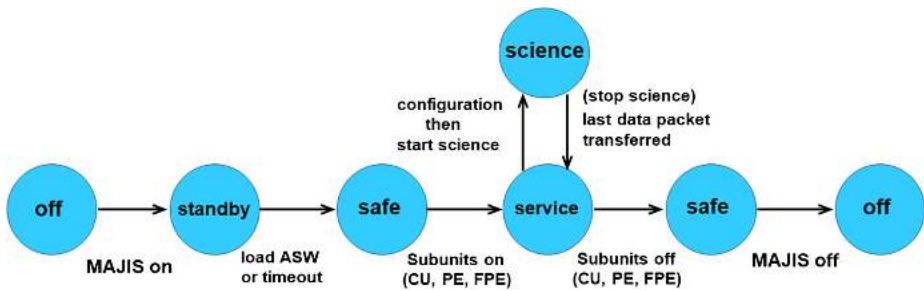 science
configuration
then
start science
(stop science)
last data packet
transferred
off
standby
safe
service
safe
off
MAJIS on
load ASW
or timeout
Subunits on
(CU, PE, FPE)
Subunits off
(CU, PE, FPE)
MAJIS off